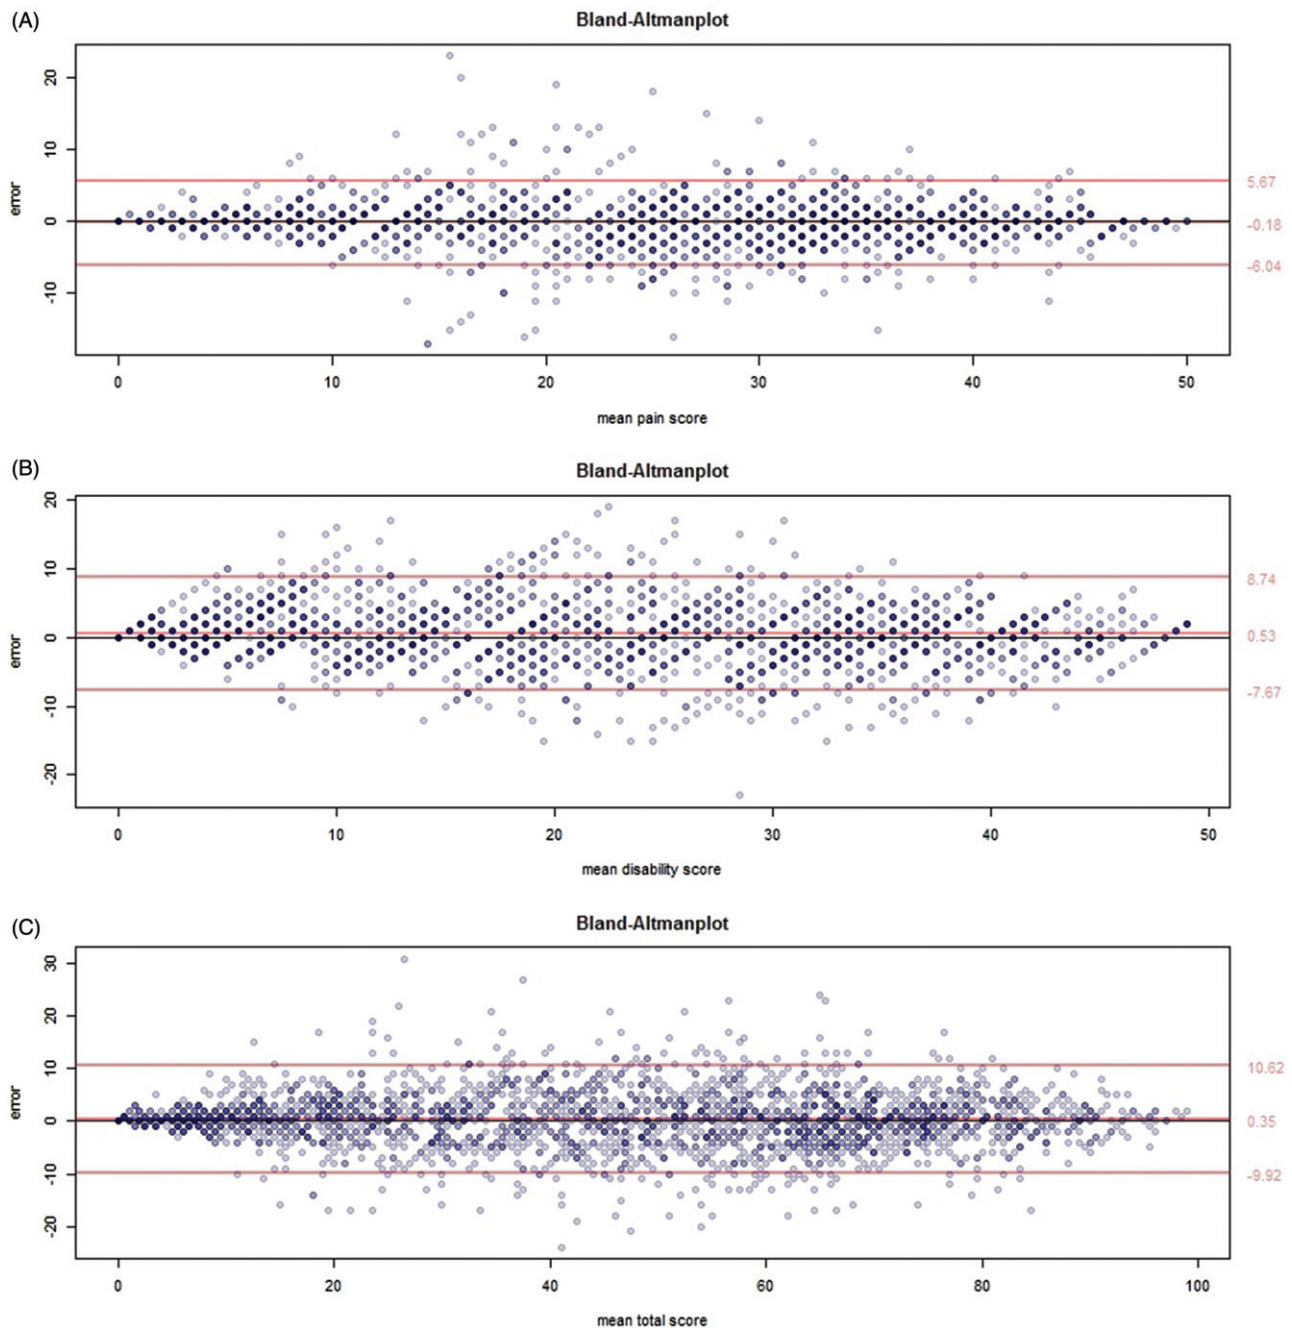 (A)
Bland-Altmanplot
20
10
0
-10
error
5.67
-0.18
-6.04
0 10 20 30 40 50
mean pain score
(B)
Bland-Altmanplot
20
10
0
-10
-20
error
8.74
0.53
-7.67
0 10 20 30 40 50
mean disability score
(C)
Bland-Altmanplot
30
20
10
0
-10
-20
error
10.62
0.35
-9.92
0 20 40 60 80 100
mean total score